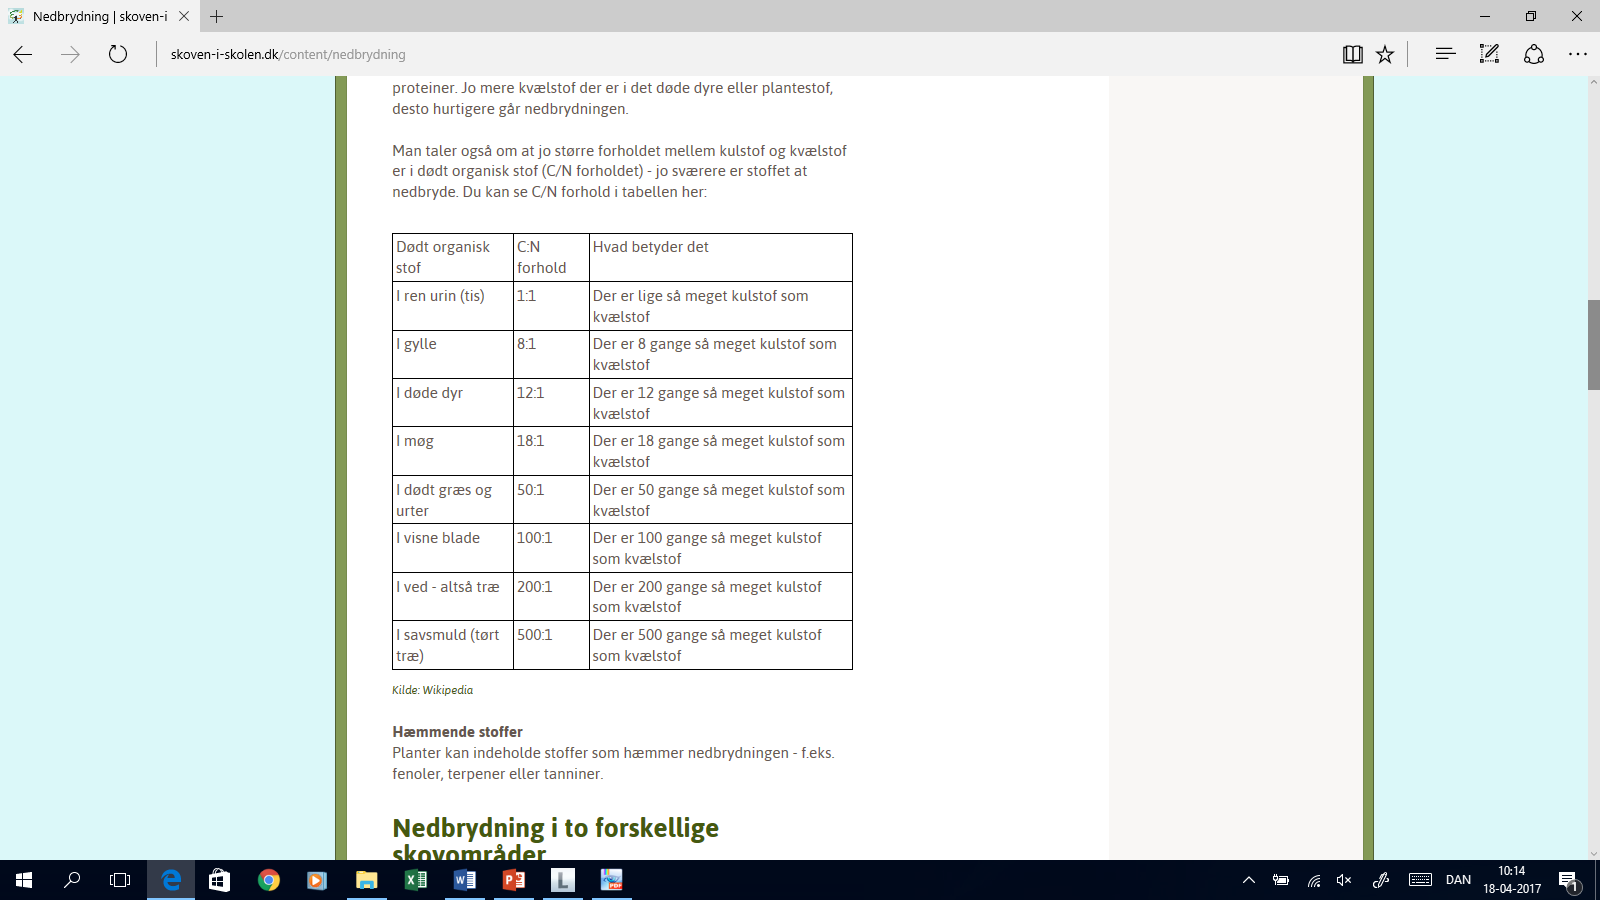 Nedbrydning | skoven-i
skoven-i-skolen.dk/content/nedbrydning
proteiner. Jo mere kvælstof der er i det døde dyre eller plantestof,
desto hurtigere går nedbrydningen.
Man taler også om at jo større forholdet mellem kulstof og kvælstof
er i dødt organisk stof (C/N forholdet) - jo sværere er stoffet at
nedbryde. Du kan se C/N forhold i tabellen her:
Dødt organisk
stof
C:N
forhold
Hvad betyder det
I ren urin (tis)
1:1
Der er lige så meget kulstof som
kvælstof
I gylle
8:1
Der er 8 gange så meget kulstof som
kvælstof
I døde dyr
12:1
Der er 12 gange så meget kulstof som
kvælstof
I møg
18:1
Der er 18 gange så meget kulstof som
kvælstof
I dødt græs og
urter
50:1
Der er 50 gange så meget kulstof som
kvælstof
I visne blade
100:1
Der er 100 gange så meget kulstof
som kvælstof
I ved - altså træ
200:1
Der er 200 gange så meget kulstof
som kvælstof
I savsmuld (tørt
træ)
500:1
Der er 500 gange så meget kulstof
som kvælstof
Kilde: Wikipedia
Hæmmende stoffer
Planter kan indeholde stoffer som hæmmer nedbrydningen - f.eks.
fenoler, terpener eller tanniner.
Nedbrydning i to forskellige
skovområder
DAN
10:14
18-04-2017
1